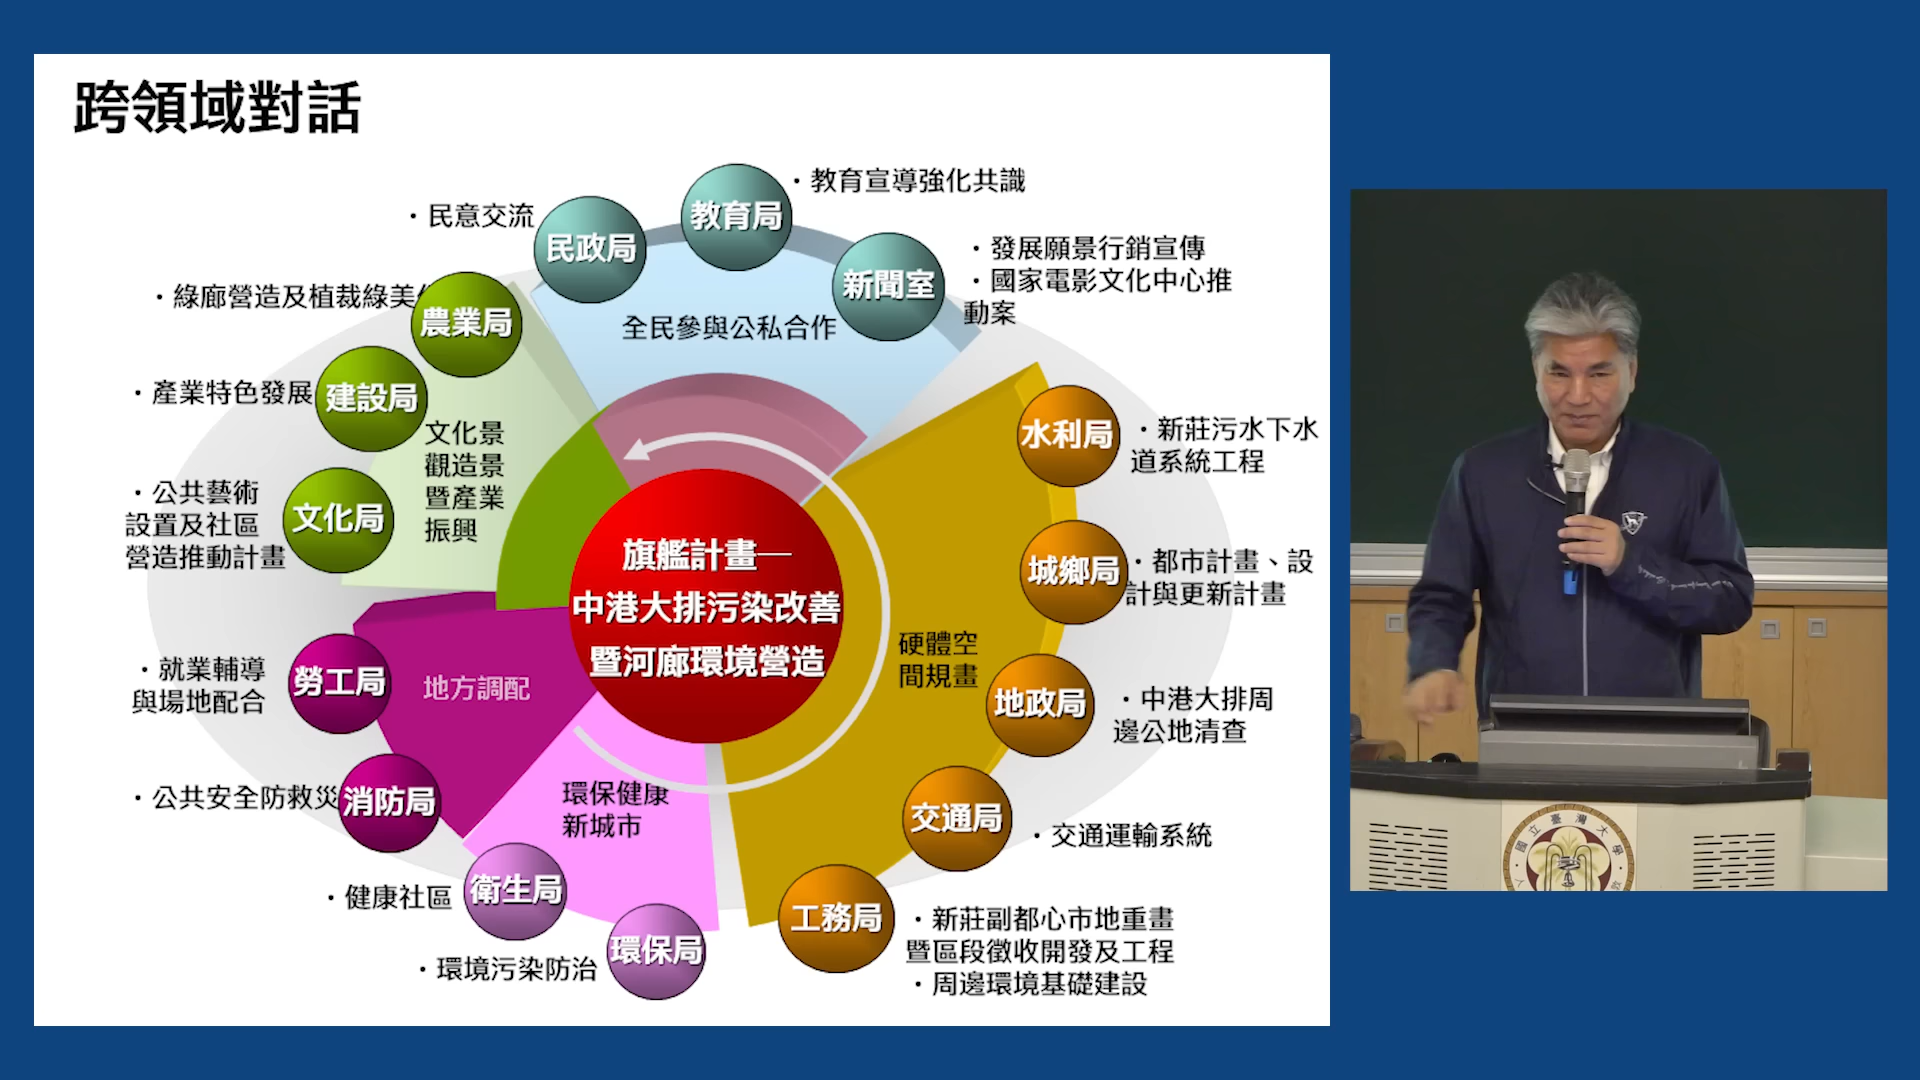 跨領域對話
・教育宣導強化共識
教育局
・民意交流
民政局
・發展願景行銷宣傳
・國家電影文化中心推
動案
新聞室
・綠廊營造及植栽綠美
農業局
全民參與公私合作
・產業特色發展
建設局
文化景
觀造景
暨產業
振興
・公共藝術
設置及社區
營造推動計畫
文化局
水利局
・新莊污水下水
道系統工程
城鄉局
・都市計畫、設
計與更新計畫
旗艦計畫—
中港大排污染改善
暨河廊環境營造
硬體空
間規畫
地政局
・中港大排周
邊公地清查
・就業輔導
與場地配合
勞工局
地方調配
・公共安全防救災
消防局
環保健康
新城市
交通局
・交通運輸系統
・健康社區
衛生局
・環境污染防治
環保局
工務局
・新莊副都心市地重畫
暨區段徵收開發及工程
・周邊環境基礎建設
國立臺灣大學